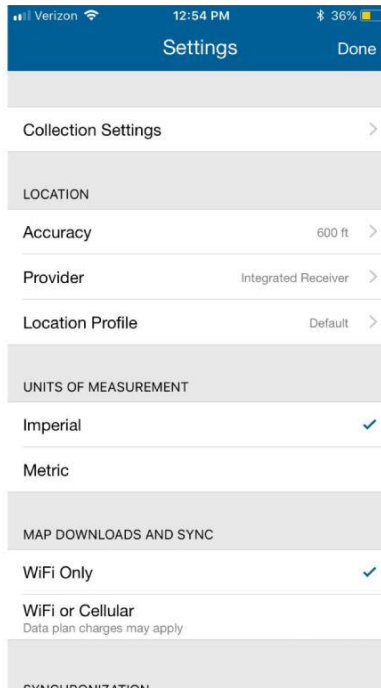 Verizon 12:54 PM 36%
Settings Done
Collection Settings
LOCATION
Accuracy 600 ft
Provider Integrated Receiver
Location Profile Default
UNITS OF MEASUREMENT
Imperial
Metric
MAP DOWNLOADS AND SYNC
WiFi Only
WiFi or Cellular
Data plan charges may apply
SYNCHRONIZATION